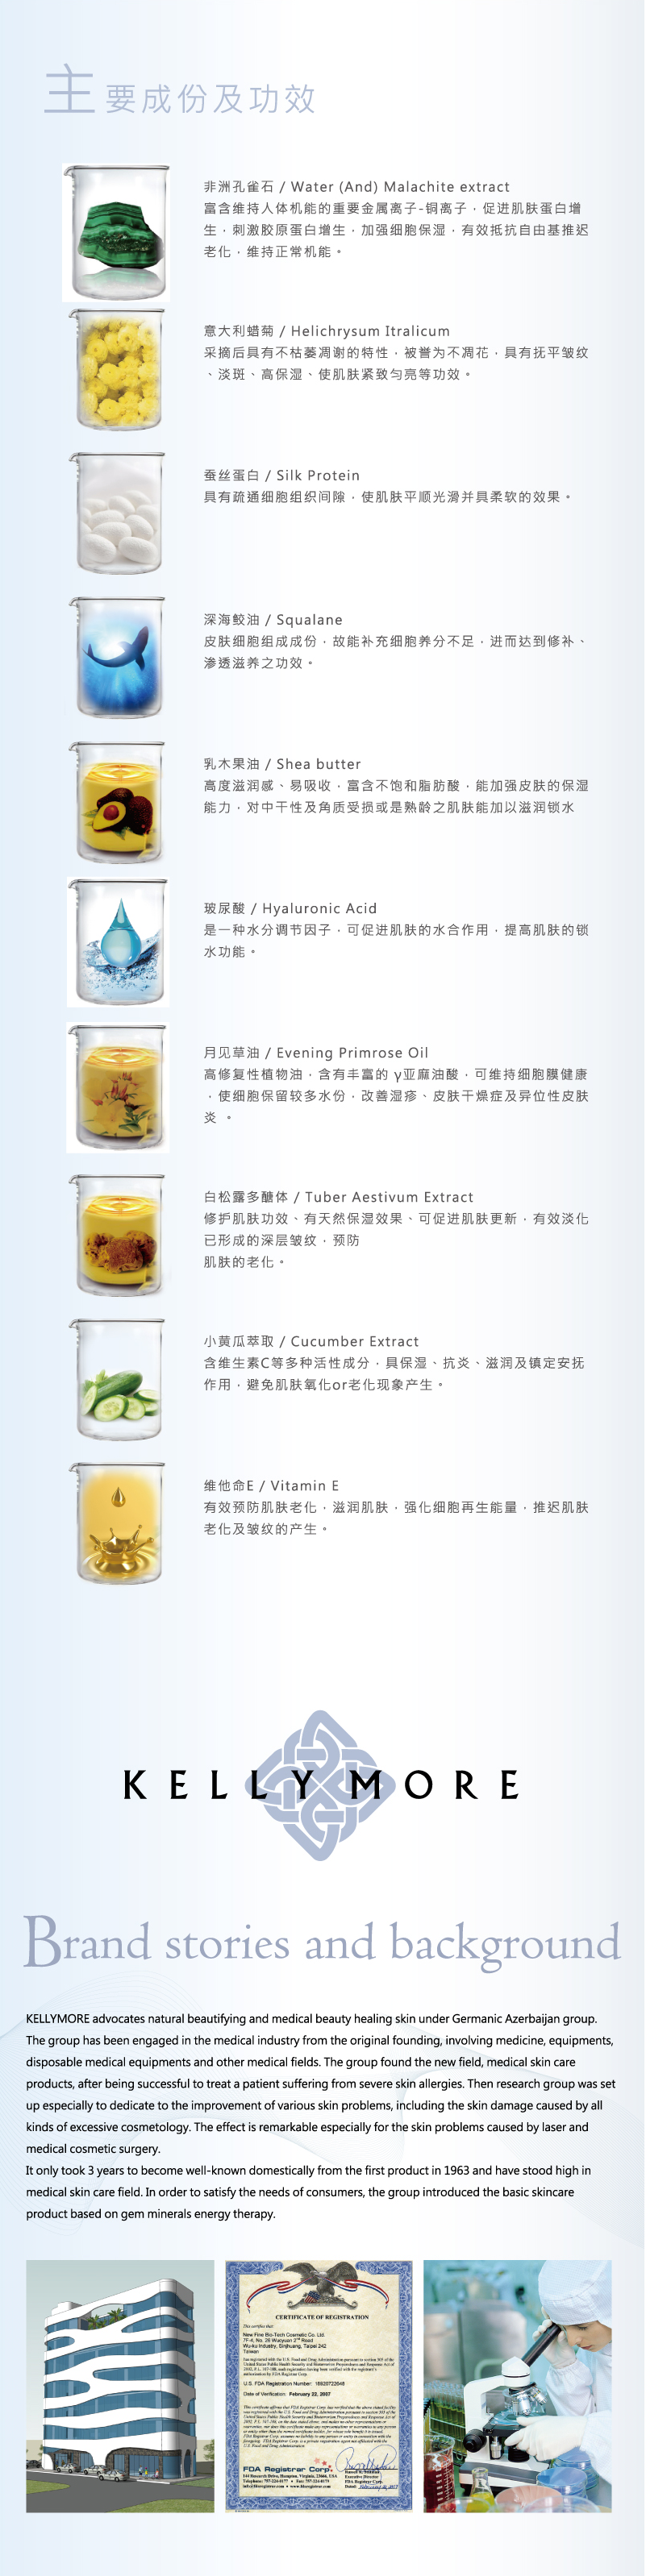 主要成份及功效
非洲孔雀石 / Water (And) Malachite extract
富含维持人体机能的重要金属离子-铜离子，促进肌肤蛋白增
生，刺激胶原蛋白增生，加强细胞保湿，有效抵抗自由基推迟
老化，维持正常机能。
意大利蜡菊 / Helichrysum Itralicum
采摘后具有不枯萎凋谢的特性，被誉为不凋花，具有抚平皱纹
、淡斑、高保湿、使肌肤紧致匀亮等功效。
蚕丝蛋白 / Silk Protein
具有疏通细胞组织间隙，使肌肤平顺光滑并具柔软的效果。
深海鲛油 / Squalane
皮肤细胞组成成份，故能补充细胞养分不足，进而达到修补、
渗透滋养之功效。
乳木果油 / Shea butter
高度滋润感、易吸收，富含不饱和脂肪酸，能加强皮肤的保湿
能力，对中干性及角质受损或是熟龄之肌肤能加以滋润锁水
玻尿酸 / Hyaluronic Acid
是一种水分调节因子，可促进肌肤的水合作用，提高肌肤的锁
水功能。
月见草油 / Evening Primrose Oil
高修复性植物油，含有丰富的 γ亚麻油酸，可维持细胞膜健康
，使细胞保留较多水份，改善湿疹、皮肤干燥症及异位性皮肤
炎 。
白松露多醣体 / Tuber Aestivum Extract
修护肌肤功效、有天然保湿效果、可促进肌肤更新，有效淡化
已形成的深层皱纹，预防
肌肤的老化。
小黄瓜萃取 / Cucumber Extract
含维生素C等多种活性成分，具保湿、抗炎、滋润及镇定安抚
作用，避免肌肤氧化or老化现象产生。
维他命E / Vitamin E
有效预防肌肤老化，滋润肌肤，强化细胞再生能量，推迟肌肤
老化及皱纹的产生。
KELLY MORE
Brand stories and background
KELLYMORE advocates natural beautifying and medical beauty healing skin under Germanic Azerbaijan group.
The group has been engaged in the medical industry from the original founding, involving medicine, equipments,
disposable medical equipments and other medical fields. The group found the new field, medical skin care
products, after being successful to treat a patient suffering from severe skin allergies. Then research group was set
up especially to dedicate to the improvement of various skin problems, including the skin damage caused by all
kinds of excessive cosmetology. The effect is remarkable especially for the skin problems caused by laser and
medical cosmetic surgery.
It only took 3 years to become well-known domestically from the first product in 1963 and have stood high in
medical skin care field. In order to satisfy the needs of consumers, the group introduced the basic skincare
product based on gem minerals energy therapy.
CERTIFICATE OF REGISTRATION
This certifies that:
New Fine Bio-Tech Cosmetic Co. Ltd.
7F-4, No. 26 Wuquan 2nd Road
Wu-ku Industry, Sinjhuang, Taipei 242
Taiwan
U.S. FDA Registration Number: 18820722648
Date of Verification: February 22, 2007
FDA Registrar Corp.